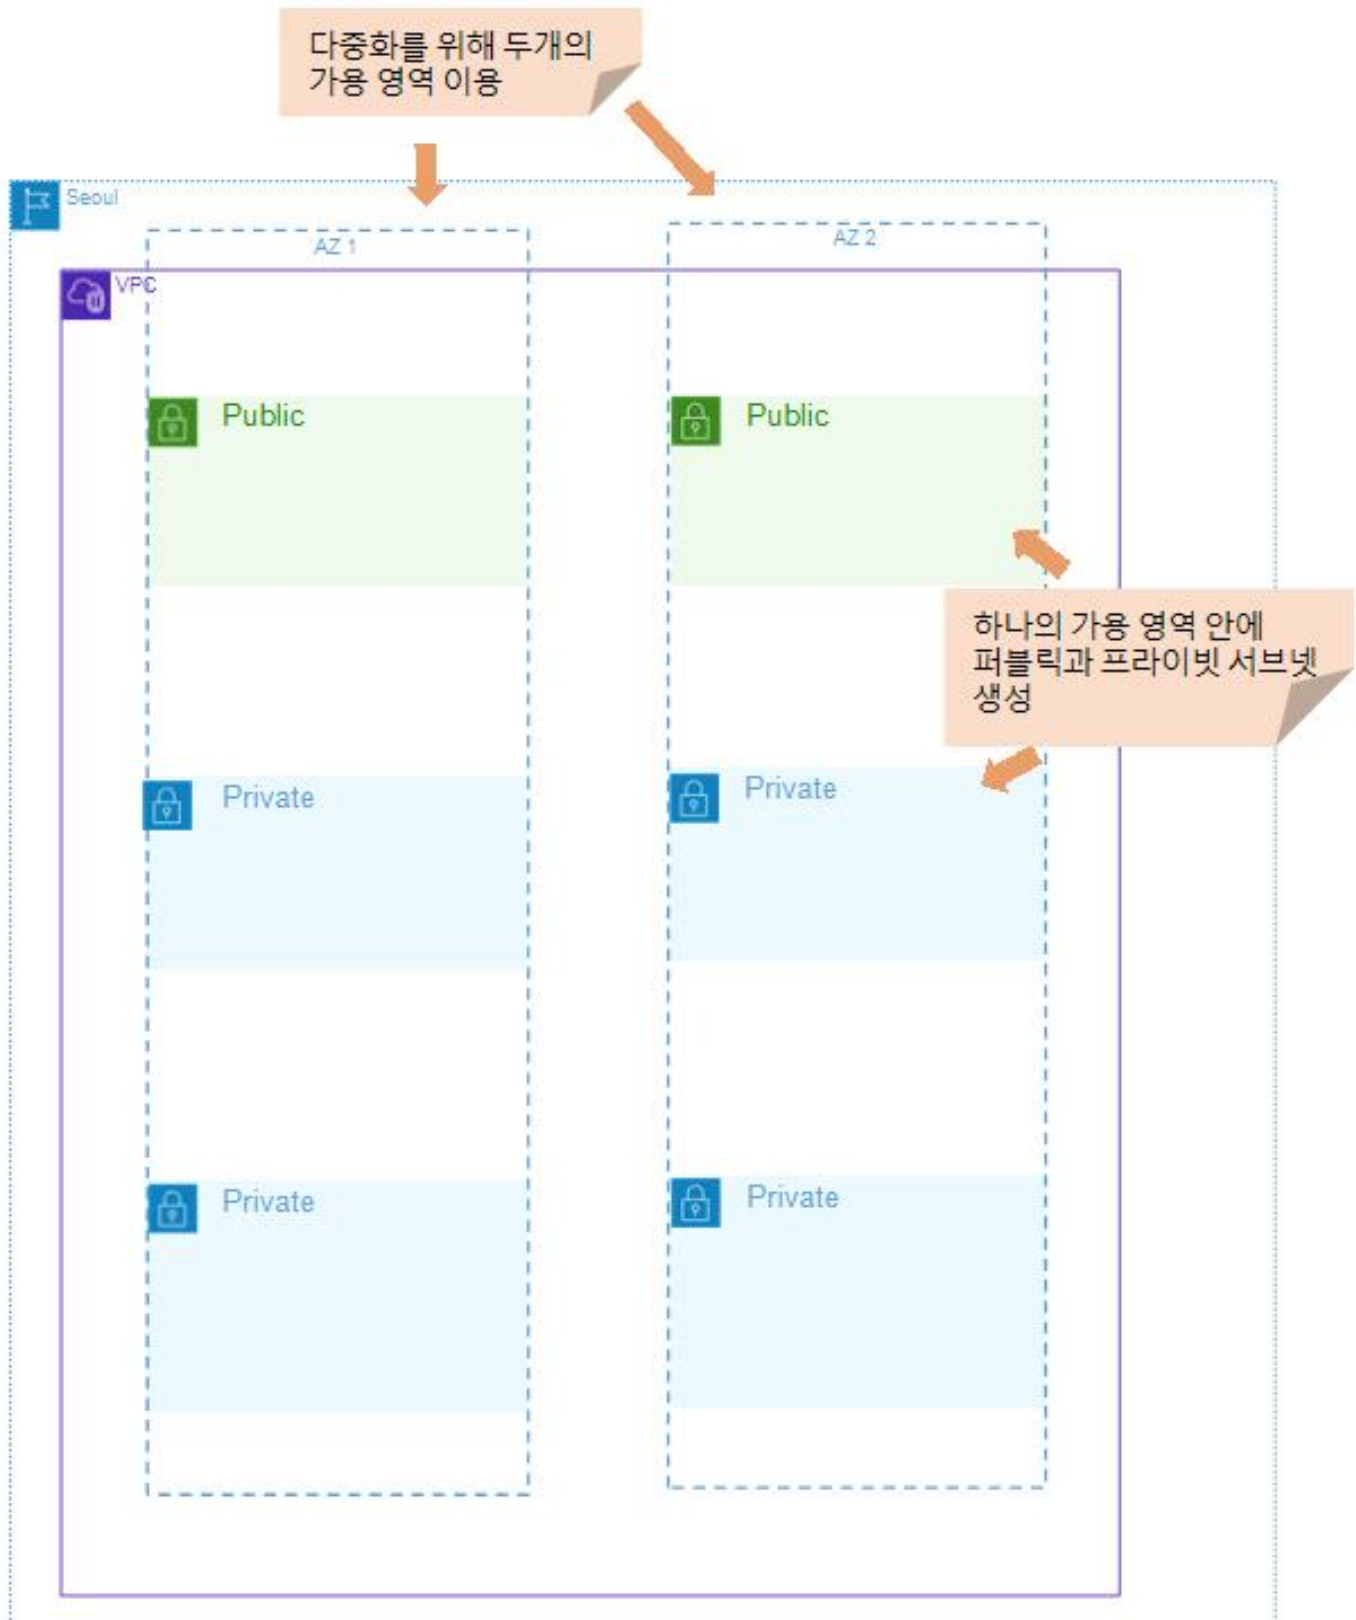 다중화를 위해 두개의
가용 영역 이용
Seoul
AZ 1
AZ 2
VPC
Public
Public
하나의 가용 영역 안에
퍼블릭과 프라이빗 서브넷
생성
Private
Private
Private
Private